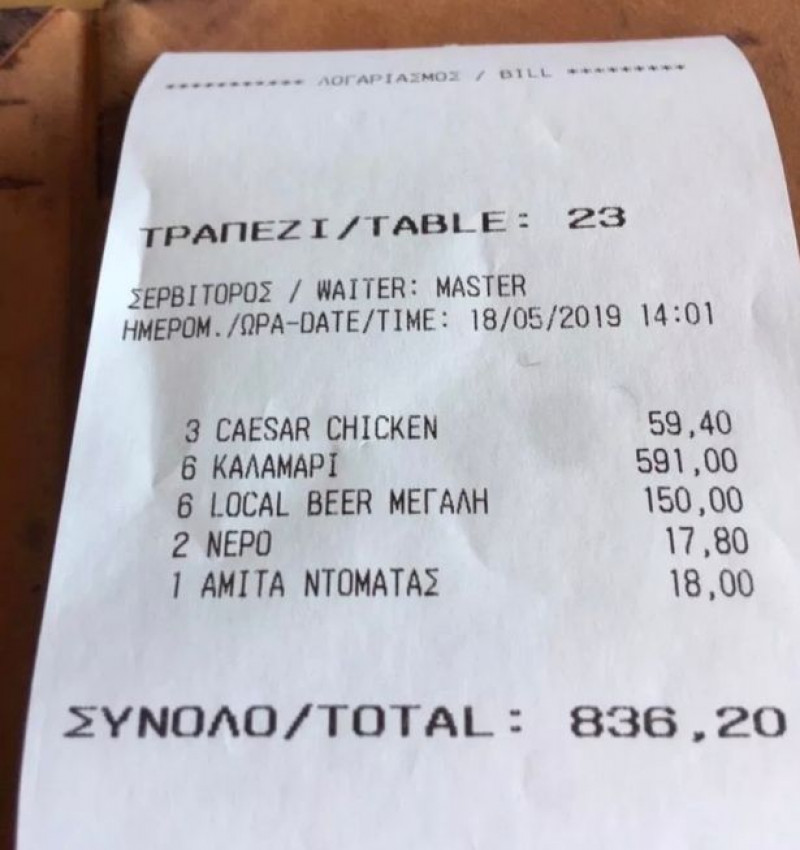 *********** ΛΟΓΑΡΙΑΣΜΟΣ / BILL *********
ΤΡΑΠΕΖΙ/TABLE: 23
ΣΕΡΒΙΤΟΡΟΣ / WAITER: MASTER
ΗΜΕΡΟΜ./ΩΡΑ-DATE/TIME: 18/05/2019 14:01
3 CAESAR CHICKEN 59,40
6 ΚΑΛΑΜΑΡΙ 591,00
6 LOCAL BEER ΜΕΓΑΛΗ 150,00
2 ΝΕΡΟ 17,80
1 ΑΜΙΤΑ ΝΤΟΜΑΤΑΣ 18,00
ΣΥΝΟΛΟ/TOTAL: 836,20